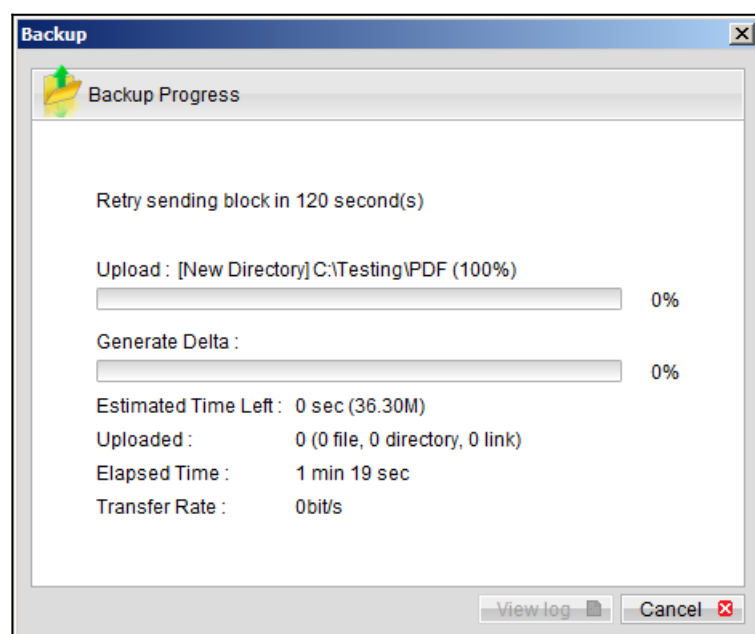 Backup
Backup Progress
Retry sending block in 120 second(s)
Upload : [New Directory] C:\Testing\PDF (100%)
0%
Generate Delta :
0%
Estimated Time Left : 0 sec (36.30M)
Uploaded : 0 (0 file, 0 directory, 0 link)
Elapsed Time : 1 min 19 sec
Transfer Rate : 0bit/s
View log Cancel